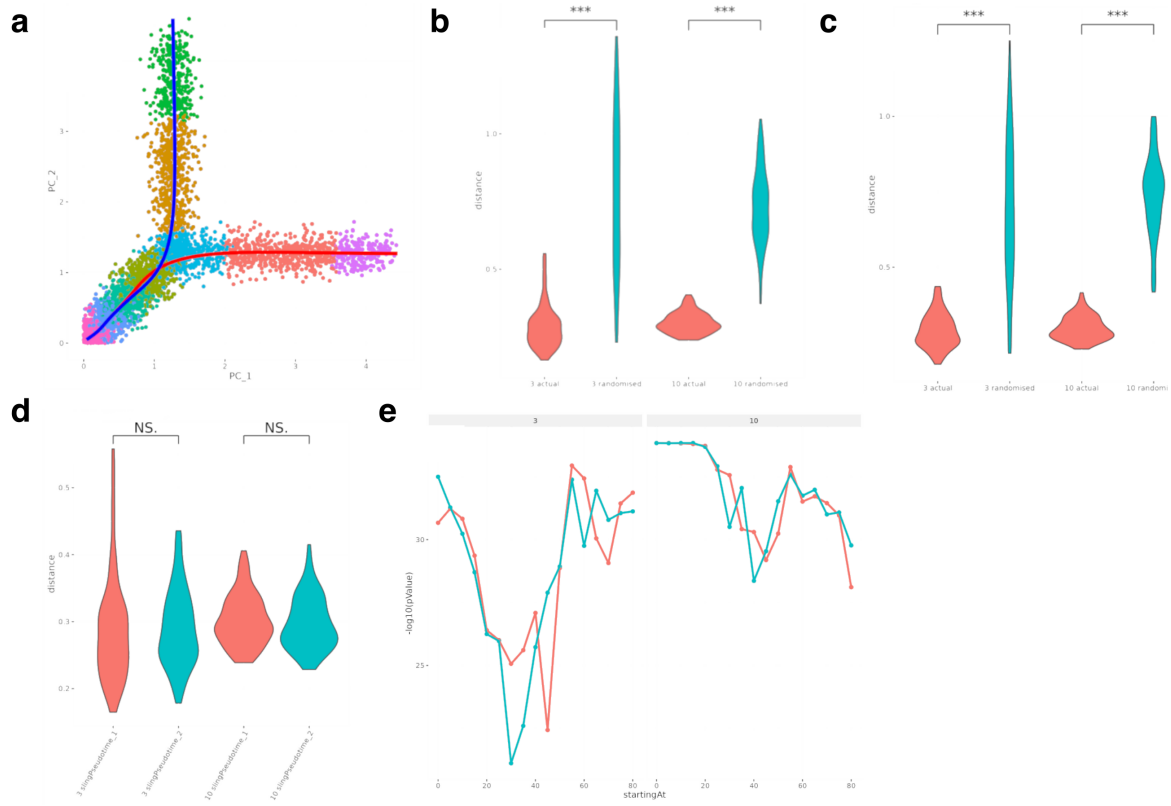 a
b
c
*** ***
*** ***
PC_2
3
2
1
0
0 1 2 3 4
PC_1
distance
1.0
0.5
3 actual 3 randomised 10 actual 10 randomised
distance
1.0
0.5
3 actual 3 randomised 10 actual 10 randomi
d
e
NS. NS.
distance
0.5
0.4
0.3
0.2
3 slingPseudotime_1
3 slingPseudotime_2
10 slingPseudotime_1
10 slingPseudotime_2
3 10
-log10(pValue)
30
25
0 20 40 60 80 0 20 40 60 80
startingAt